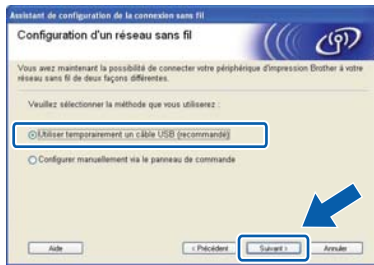 Assistant de configuration de la connexion sans fil
Configuration d'un réseau sans fil
Vous avez maintenant la possibilité de connecter votre périphérique d'impression Brother à votre
réseau sans fil de deux façons différentes.
Veuillez sélectionner la méthode que vous utiliserez :
Utiliser temporairement un câble USB (recommandé)
Configurer manuellement via le panneau de commande
Aide < Précédent Suivant > Annuler